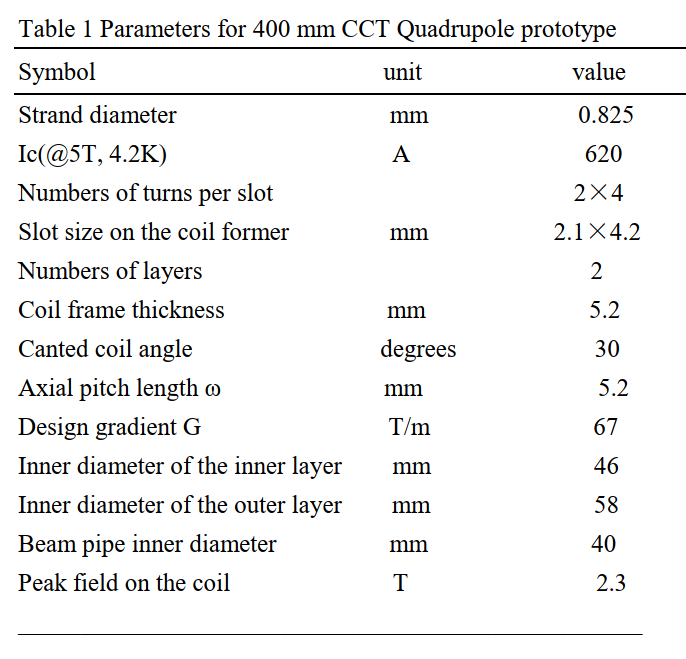 Table 1 Parameters for 400 mm CCT Quadrupole prototype
Symbol unit value
Strand diameter mm 0.825
Ic(@5T, 4.2K) A 620
Numbers of turns per slot 2×4
Slot size on the coil former mm 2.1×4.2
Numbers of layers 2
Coil frame thickness mm 5.2
Canted coil angle degrees 30
Axial pitch length ω mm 5.2
Design gradient G T/m 67
Inner diameter of the inner layer mm 46
Inner diameter of the outer layer mm 58
Beam pipe inner diameter mm 40
Peak field on the coil T 2.3